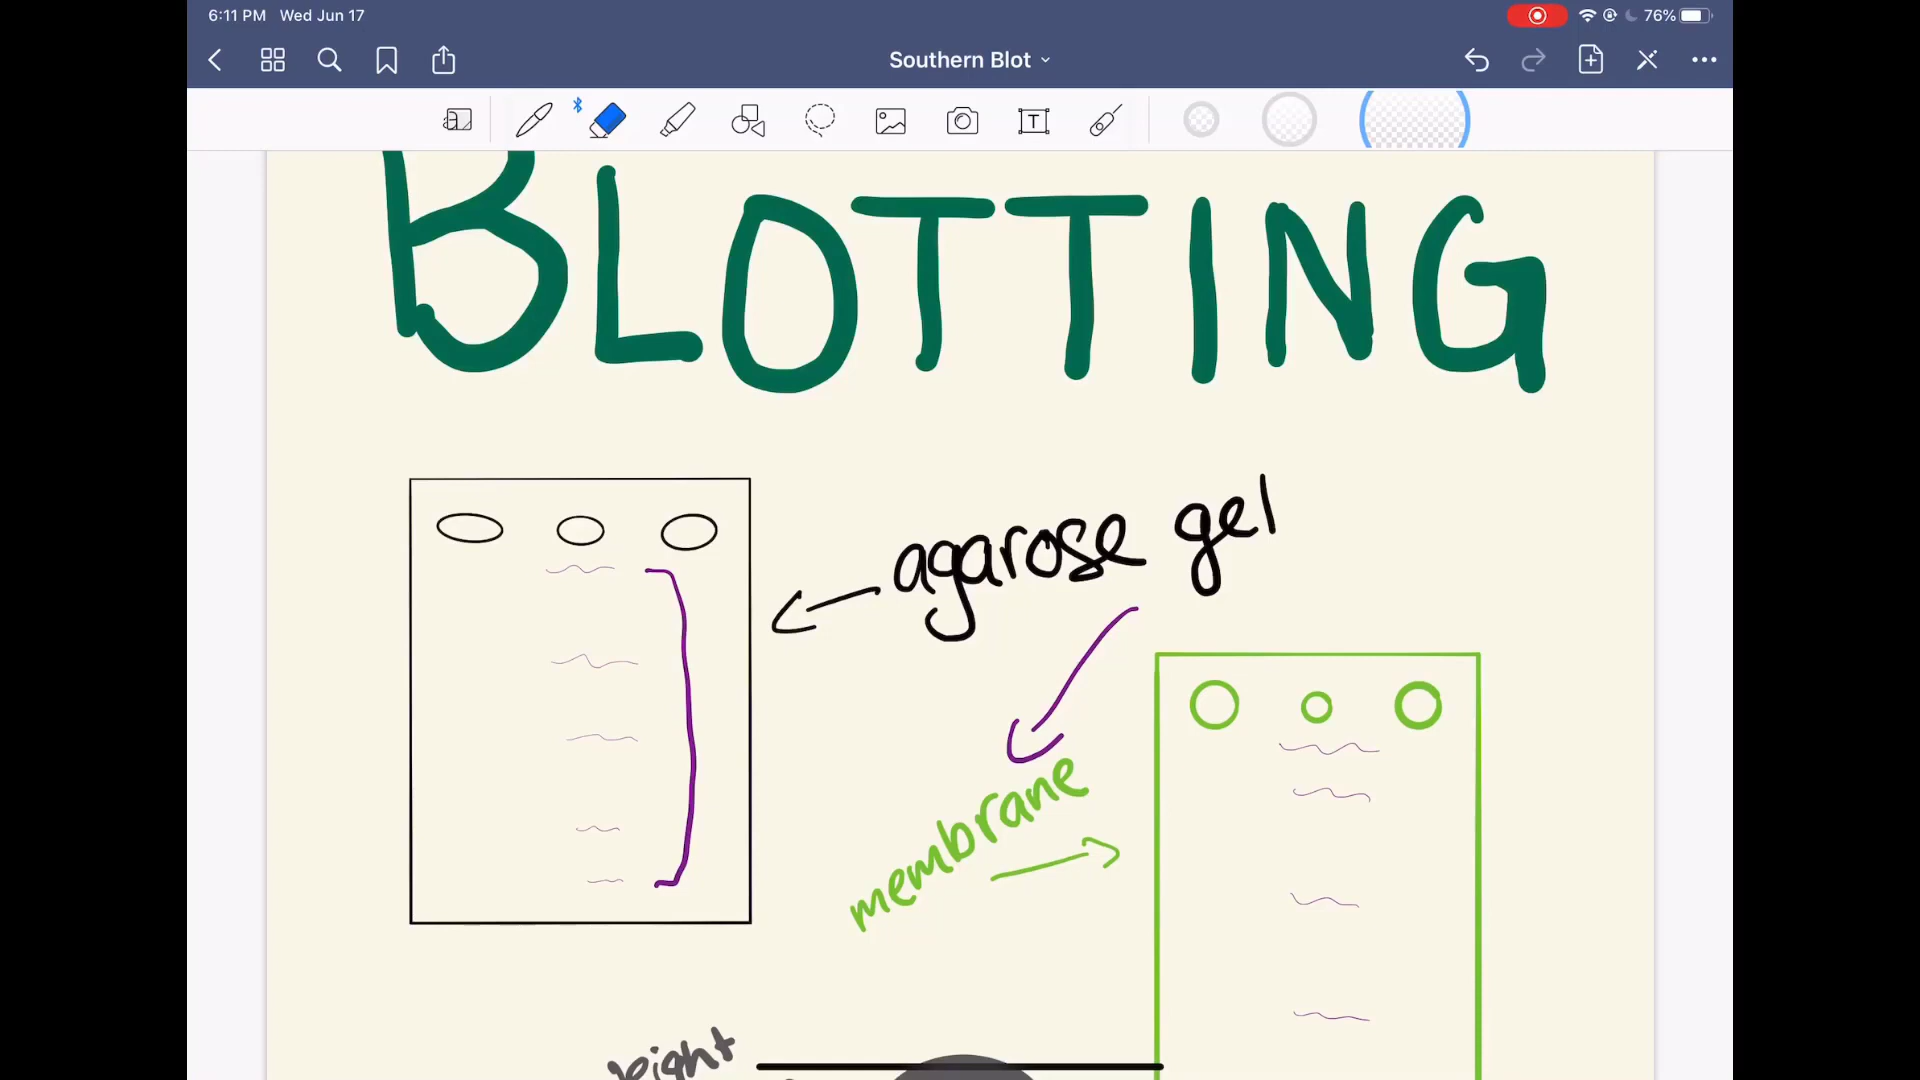 6:11 PM Wed Jun 17
76%
Southern Blot
BLOTTING
agarose gel
membrane